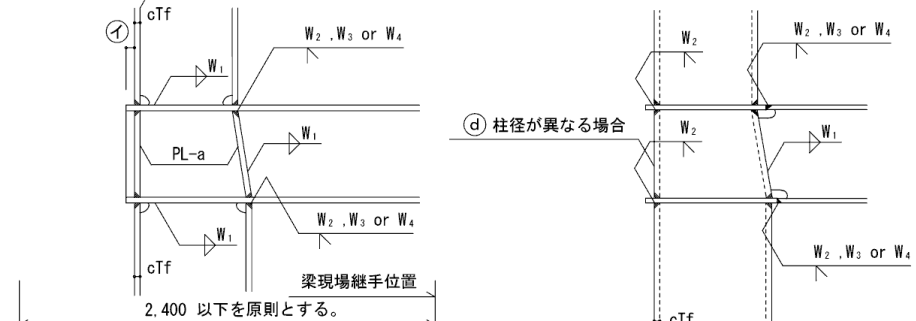 cTf
イ
W₂ ,W₃ or W₄
W₁
W₁
PL-a
W₂ ,W₃ or W₄
W₁
cTf
梁現場継手位置
2,400 以下を原則とする。
W₂
W₂ ,W₃ or W₄
ⓓ 柱径が異なる場合
W₂
W₁
W₂ ,W₃ or W₄
cTf